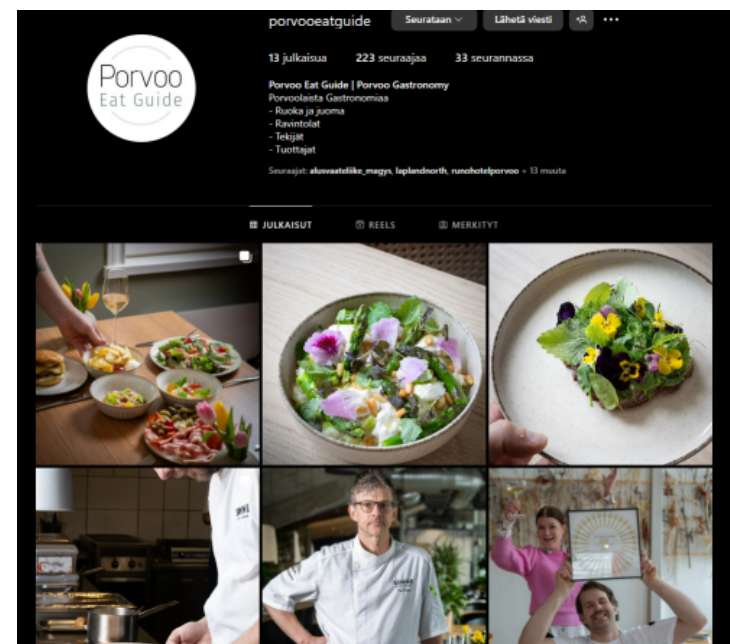 porvooeatguide Seurataan Lähetä viesti
13 julkaisua 223 seuraajaa 33 seurannassa
Porvoo
Eat Guide
Porvoo Eat Guide | Porvoo Gastronomy
Porvoolaista Gastronomiaa
- Ruoka ja juoma
- Ravintolat
- Tekijät
- Tuottajat
Seuraajat: alusvaateliike_magys, laplandnorth, runohotelporvoo + 13 muuta
JULKAISUT REELS MERKITYT